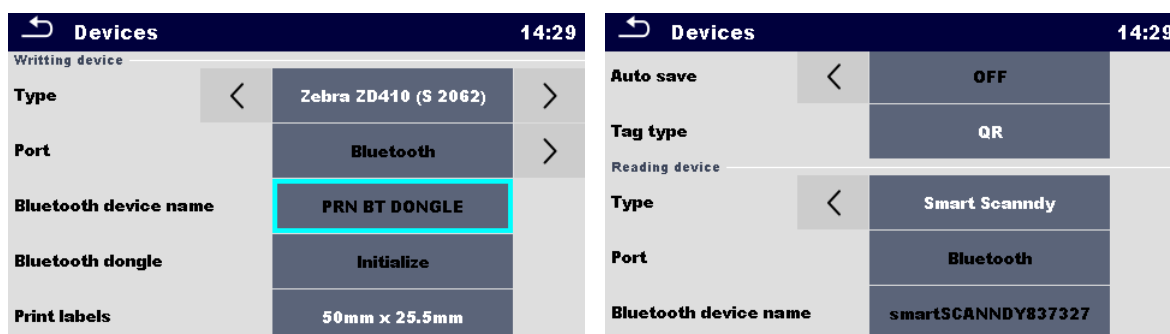 Devices 14:29
Writting device
Type < Zebra ZD410 (S 2062) >
Port Bluetooth >
Bluetooth device name PRN BT DONGLE
Bluetooth dongle Initialize
Print labels 50mm x 25.5mm
Devices 14:29
Auto save < OFF
Tag type QR
Reading device
Type < Smart Scanndy
Port Bluetooth
Bluetooth device name smartSCANNDY837327